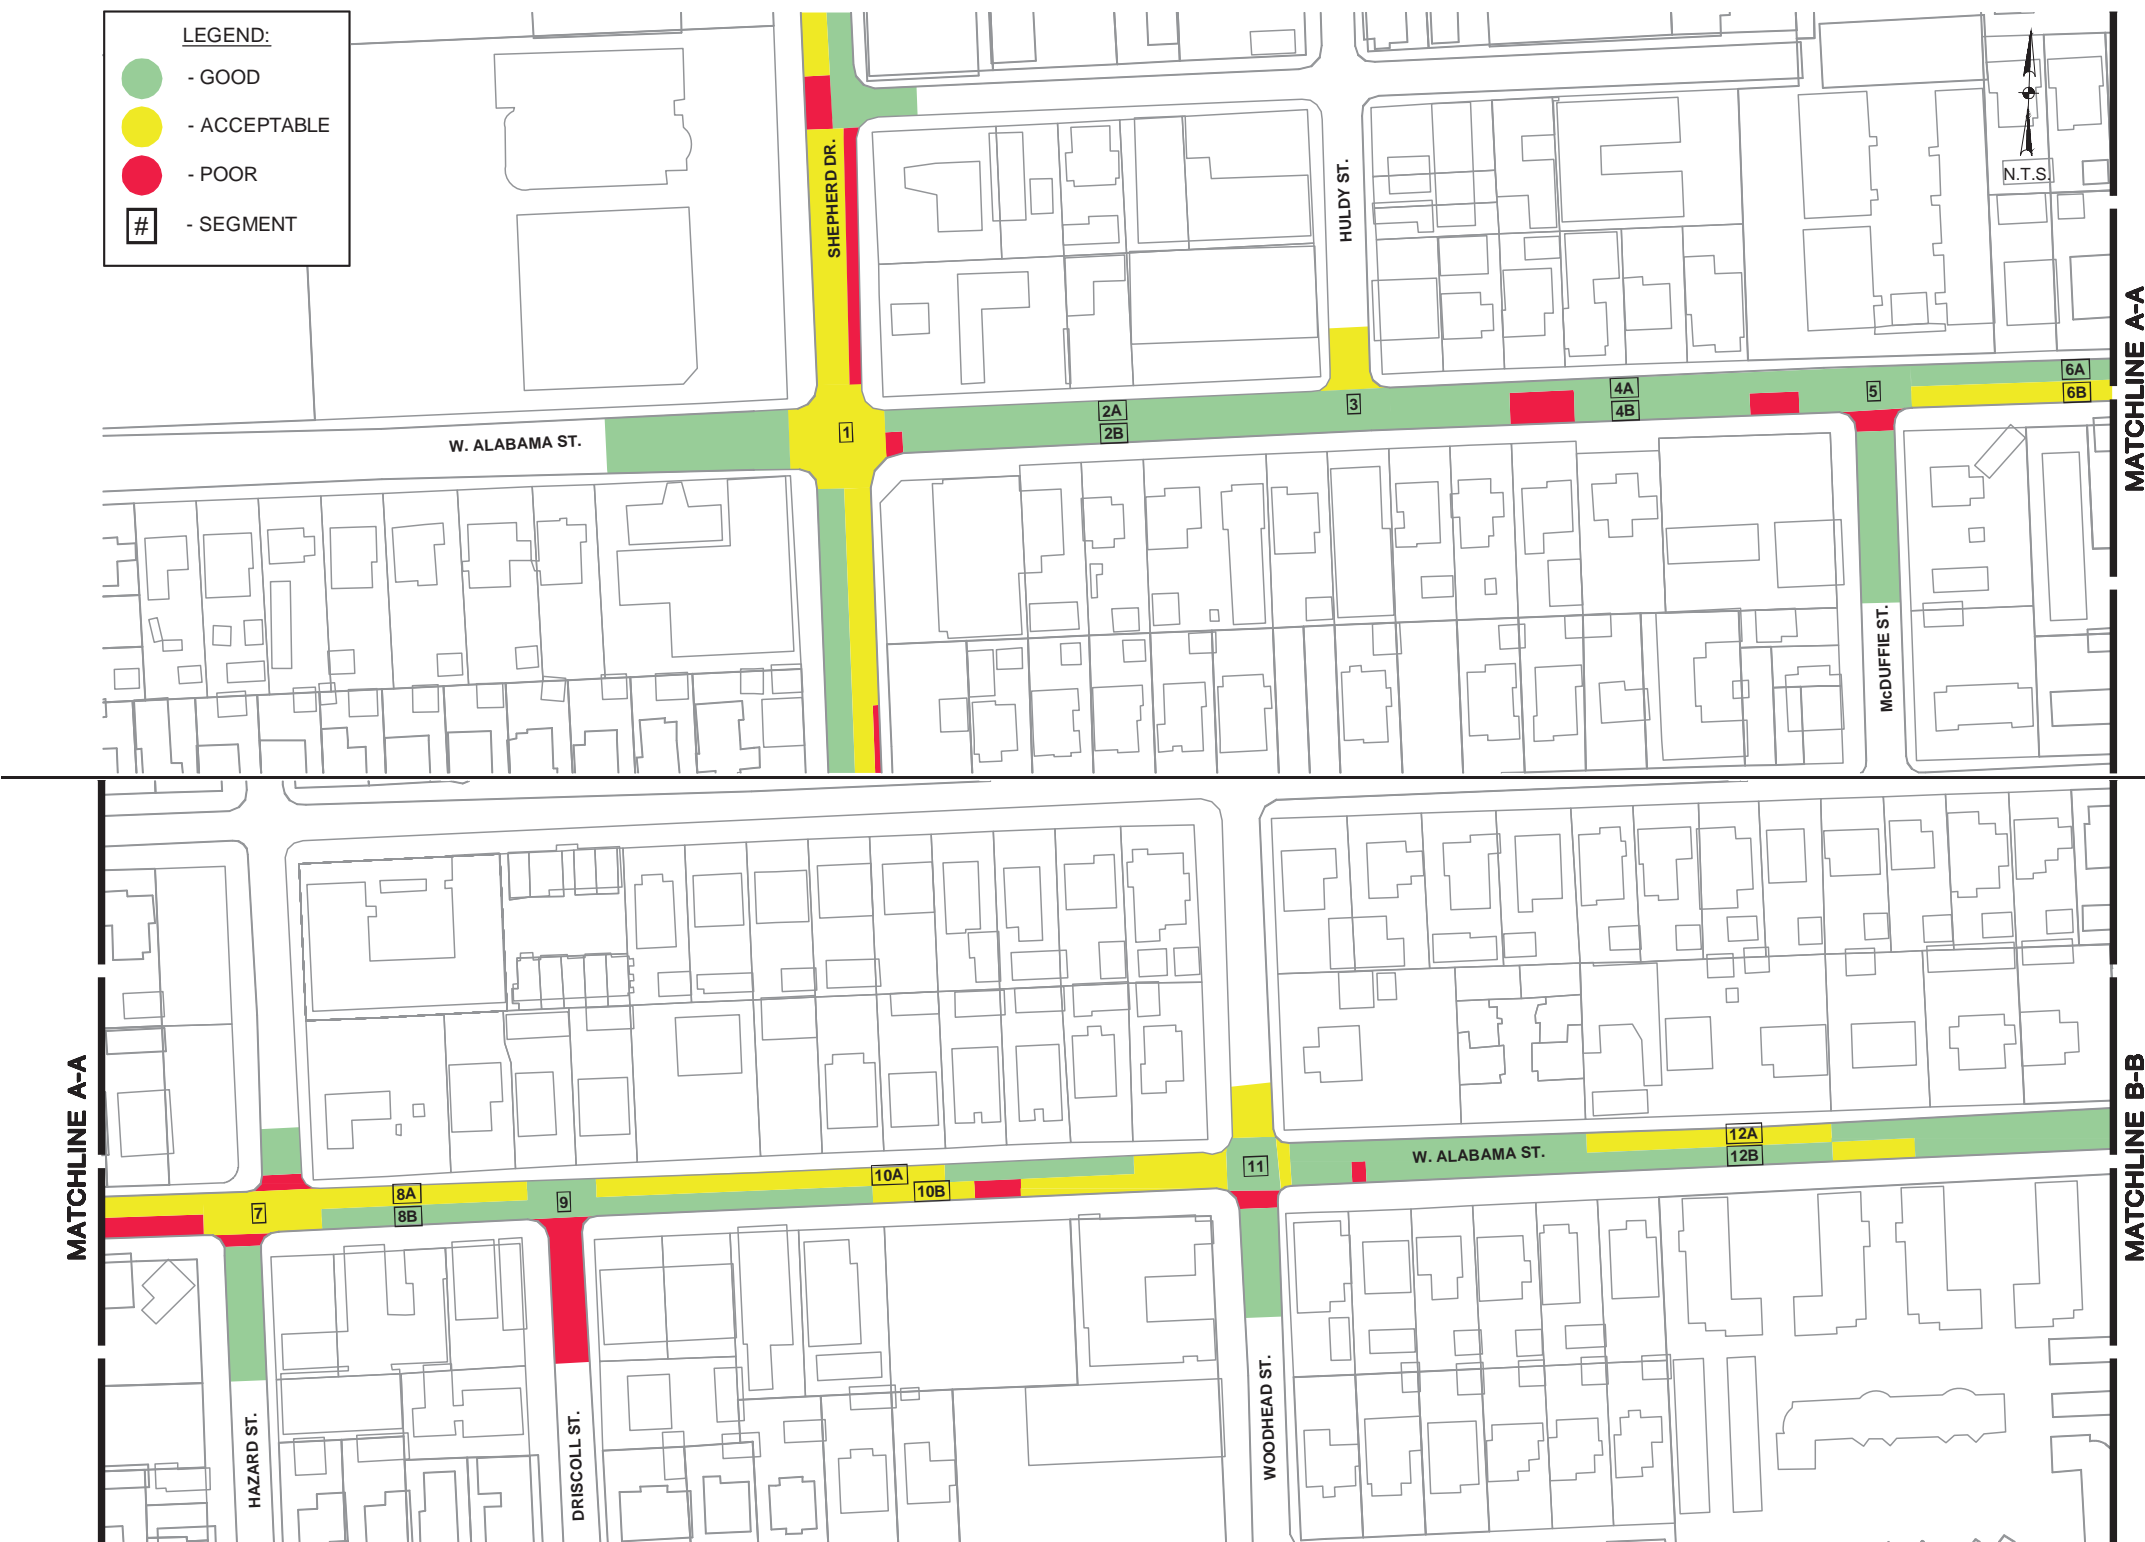 LEGEND:
- GOOD
- ACCEPTABLE
- POOR
# - SEGMENT
N.T.S.
SHEPHERD DR.
HULDY ST.
MATCHLINE A-A
W. ALABAMA ST.
1
2A
2B
3
4A
4B
5
6A
6B
McDUFFIE ST.
MATCHLINE A-A
7
8A
8B
9
10A
10B
11
W. ALABAMA ST.
12A
12B
MATCHLINE B-B
HAZARD ST.
DRISCOLL ST.
WOODHEAD ST.